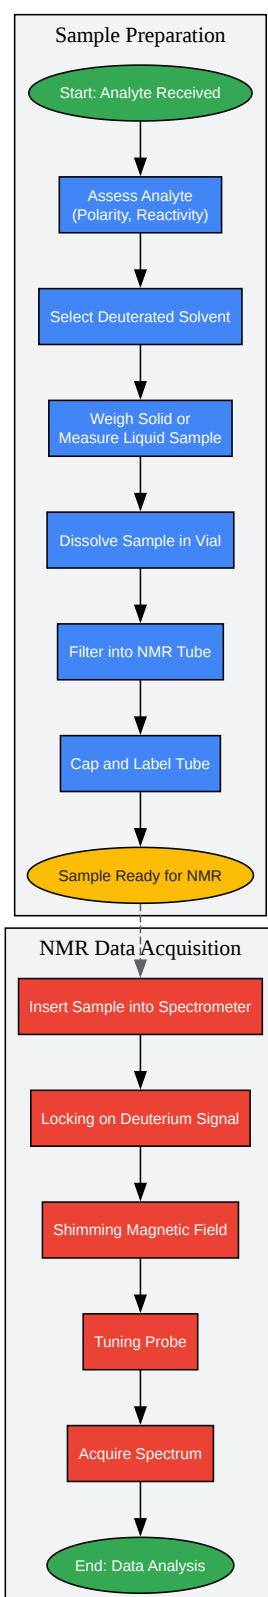 Sample Preparation
Start: Analyte Received
Assess Analyte
(Polarity, Reactivity)
Select Deuterated Solvent
Weigh Solid or
Measure Liquid Sample
Dissolve Sample in Vial
Filter into NMR Tube
Cap and Label Tube
Sample Ready for NMR
NMR Data Acquisition
Insert Sample into Spectrometer
Locking on Deuterium Signal
Shimming Magnetic Field
Tuning Probe
Acquire Spectrum
End: Data Analysis